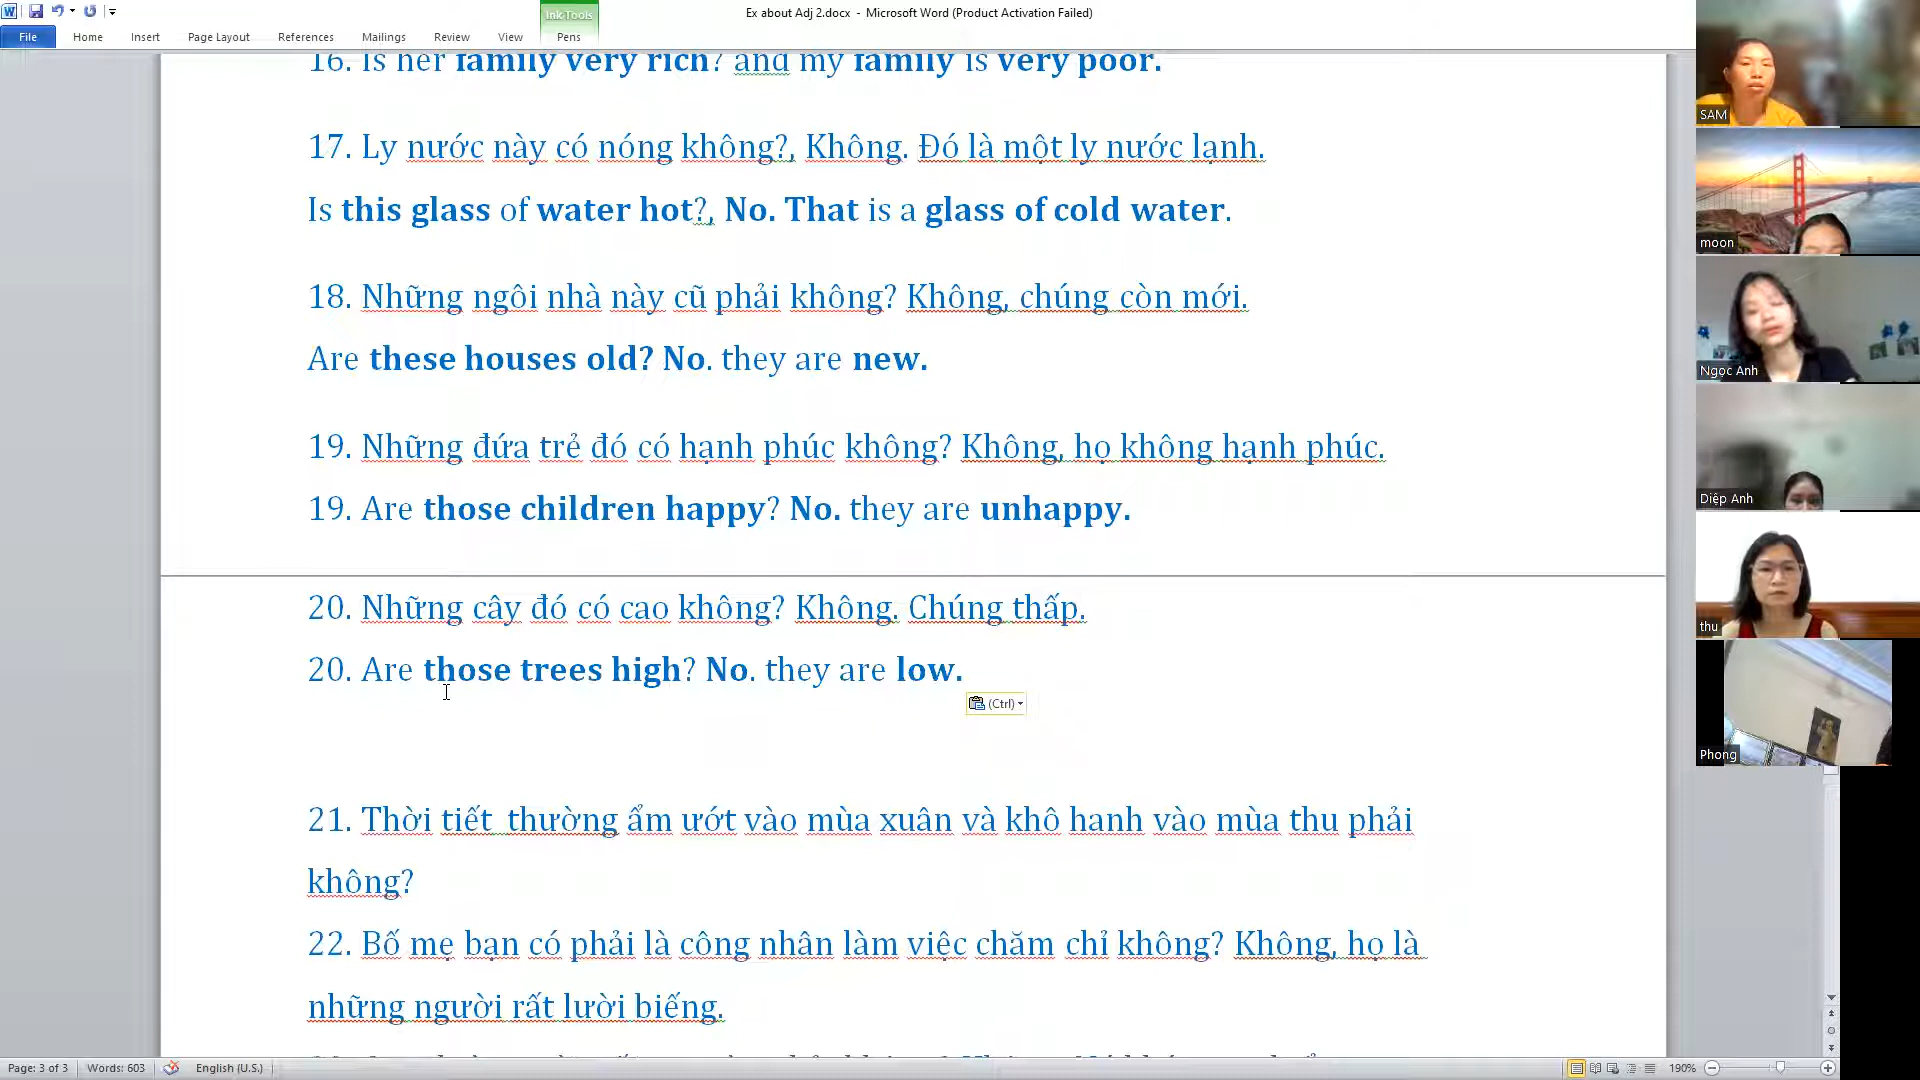 Ex about Adj 2.docx - Microsoft Word (Product Activation Failed)
Ink Tools
File Home Insert Page Layout References Mailings Review View Pens
16. Is her family very rich? and my family is very poor.
17. Ly nước này có nóng không?, Không. Đó là một ly nước lạnh.
Is this glass of water hot?, No. That is a glass of cold water.
18. Những ngôi nhà này cũ phải không? Không, chúng còn mới.
Are these houses old? No. they are new.
19. Những đứa trẻ đó có hạnh phúc không? Không, họ không hạnh phúc.
19. Are those children happy? No. they are unhappy.
20. Những cây đó có cao không? Không. Chúng thấp.
20. Are those trees high? No. they are low.
(Ctrl)
21. Thời tiết thường ẩm ướt vào mùa xuân và khô hanh vào mùa thu phải
không?
22. Bố mẹ bạn có phải là công nhân làm việc chăm chỉ không? Không, họ là
những người rất lười biếng.
Page: 3 of 3 Words: 603 English (U.S.) 190%
SAM
moon
Ngọc Anh
Diệp Anh
thu
Phong